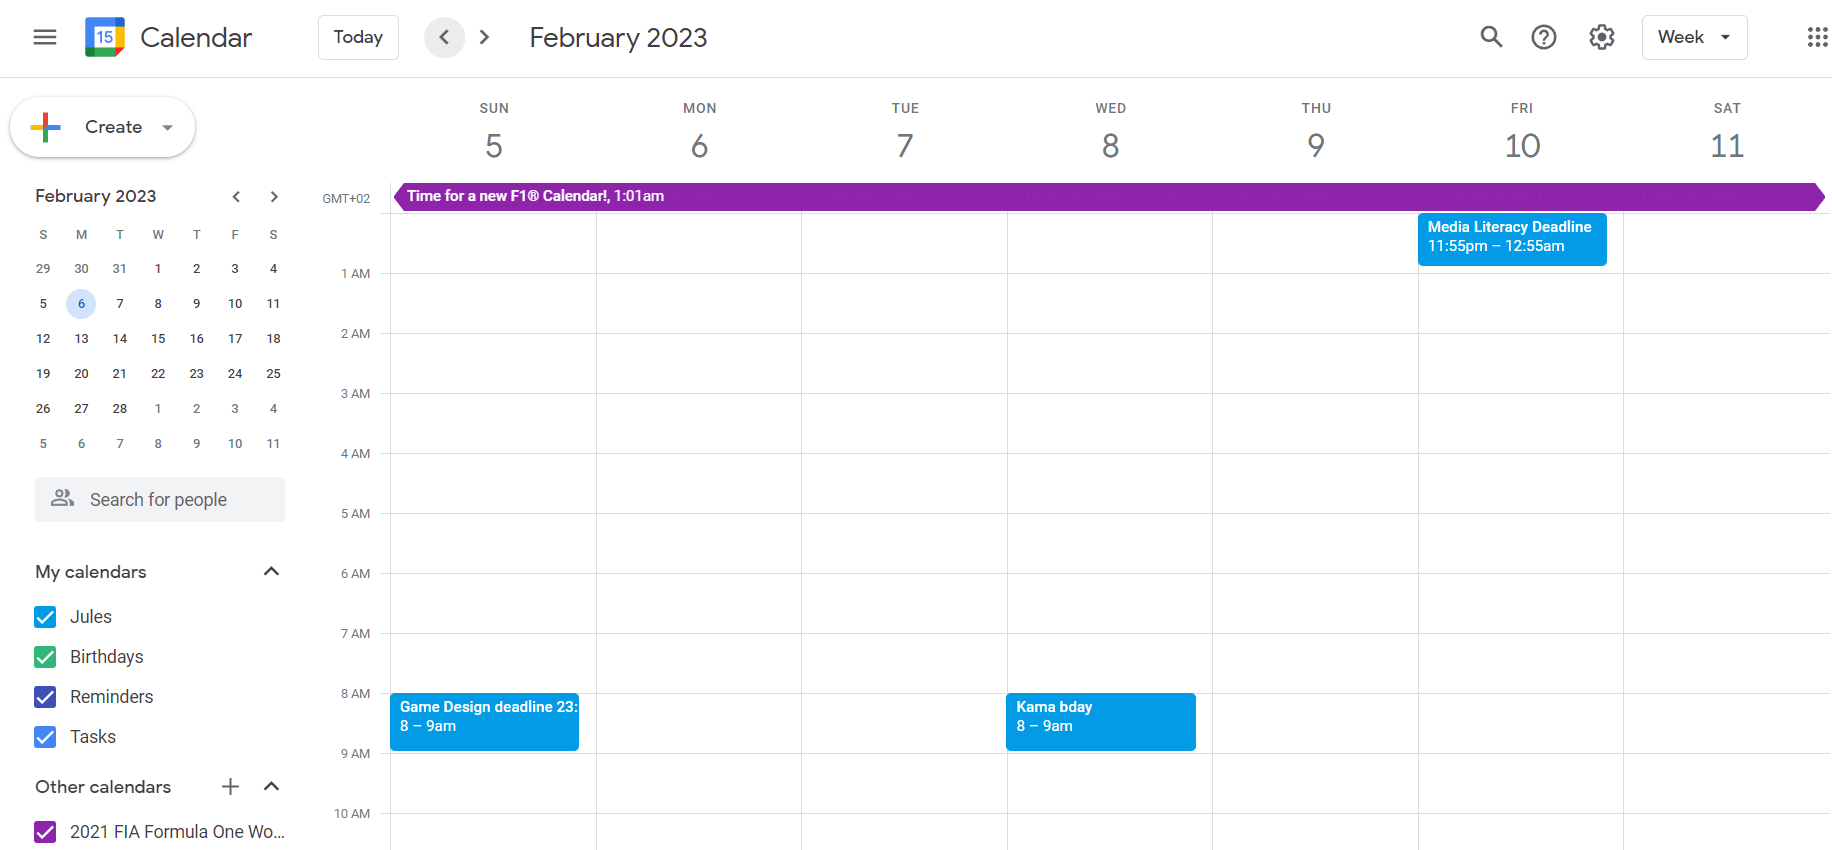 15 Calendar
Today
February 2023
Week
Create
February 2023
S M T W T F S
29 30 31 1 2 3 4
5 6 7 8 9 10 11
12 13 14 15 16 17 18
19 20 21 22 23 24 25
26 27 28 1 2 3 4
5 6 7 8 9 10 11
Search for people
My calendars
Jules
Birthdays
Reminders
Tasks
Other calendars
2021 FIA Formula One Wo...
SUN MON TUE WED THU FRI SAT
5 6 7 8 9 10 11
GMT+02
Time for a new F1® Calendar!, 1:01am
Media Literacy Deadline
11:55pm – 12:55am
1 AM
2 AM
3 AM
4 AM
5 AM
6 AM
7 AM
8 AM
Game Design deadline 23:
8 – 9am
Kama bday
8 – 9am
9 AM
10 AM